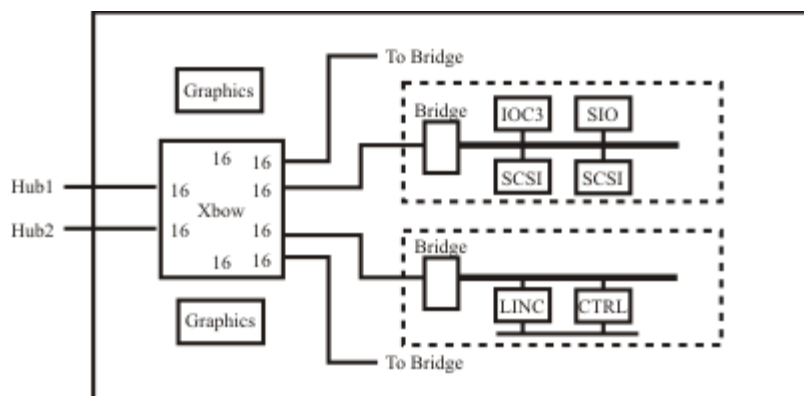 To Bridge
Graphics
Bridge
IOC3 SIO
16 16
Hub1 16 16 SCSI SCSI
Xbow
Hub2 16 16
Bridge
16 16
LINC CTRL
Graphics
To Bridge